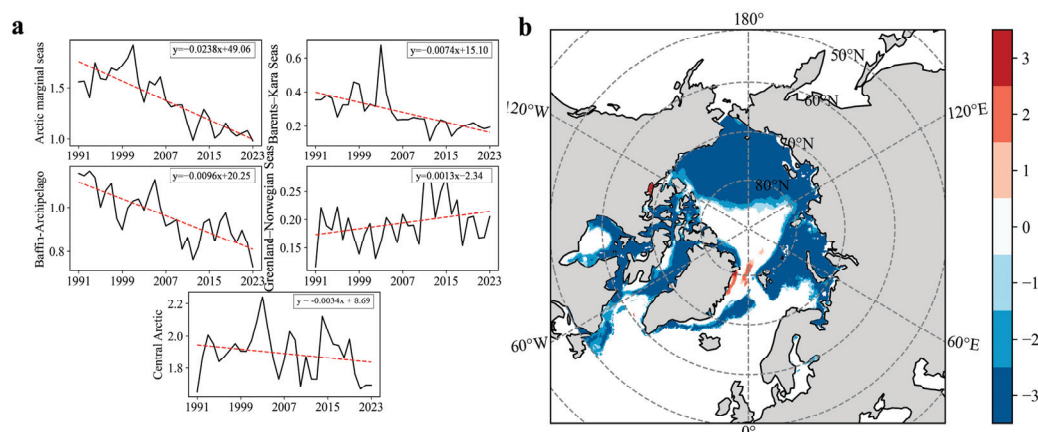 a
b
Arctic marginal seas
1.5
1.0
y=−0.0238x+49.06
1991 1999 2007 2015 2023
Barents–Kara Seas
0.6
0.4
0.2
y=−0.0074x+15.10
1991 1999 2007 2015 2023
Baffin-Archipelago
1.0
0.8
y=−0.0096x+20.25
1991 1999 2007 2015 2023
Greenland–Norwegian Seas
0.25
0.20
0.15
y=0.0013x−2.34
1991 1999 2007 2015 2023
Central Arctic
2.2
2.0
1.8
y = -0.0034x + 8.69
1991 1999 2007 2015 2023
180°
50°N
60°N
70°N
80°N
120°W
120°E
60°W
60°E
0°
3
2
1
0
−1
−2
−3